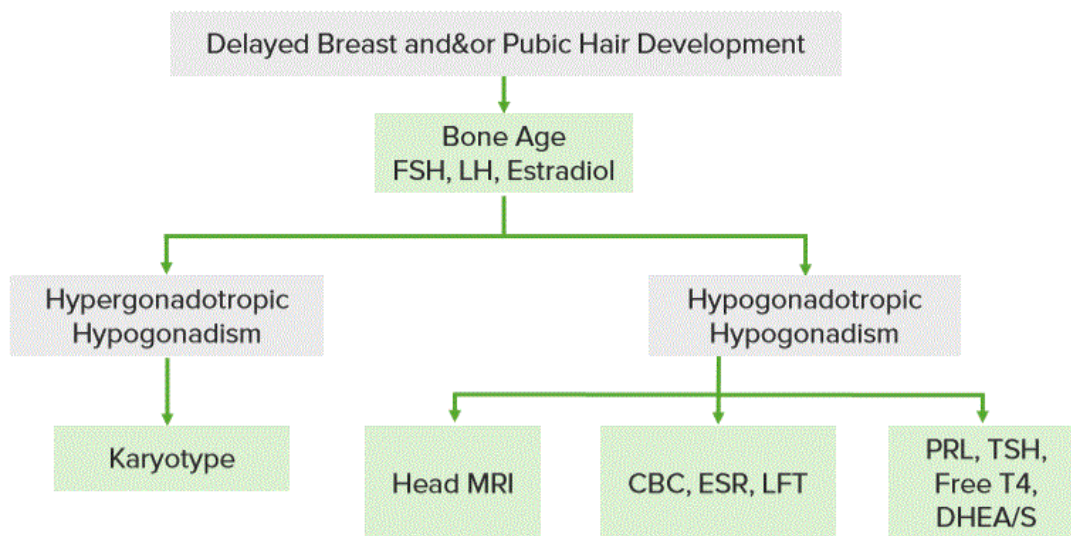 Delayed Breast and&or Pubic Hair Development
Bone Age
FSH, LH, Estradiol
Hypergonadotropic
Hypogonadism
Hypogonadotropic
Hypogonadism
Karyotype
Head MRI
CBC, ESR, LFT
PRL, TSH,
Free T4,
DHEA/S